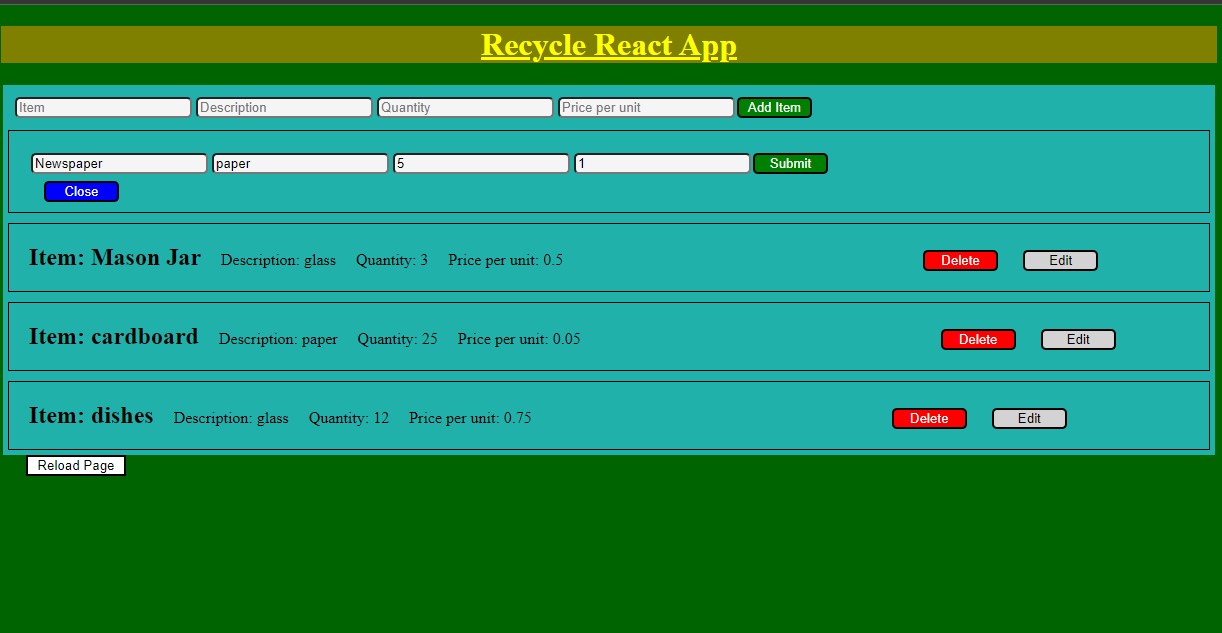 Recycle React App
Item Description Quantity Price per unit Add Item
Newspaper paper 5 1 Submit
Close
Item: Mason Jar Description: glass Quantity: 3 Price per unit: 0.5 Delete Edit
Item: cardboard Description: paper Quantity: 25 Price per unit: 0.05 Delete Edit
Item: dishes Description: glass Quantity: 12 Price per unit: 0.75 Delete Edit
Reload Page